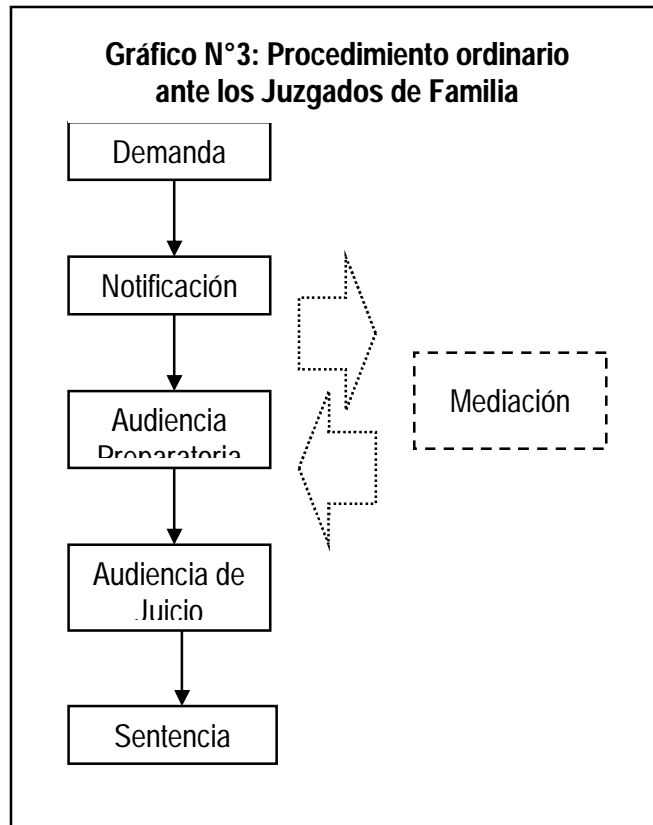 Gráfico N°3: Procedimiento ordinario
ante los Juzgados de Familia
Demanda
Notificación
Audiencia
Preparatoria
Mediación
Audiencia de
Juicio
Sentencia